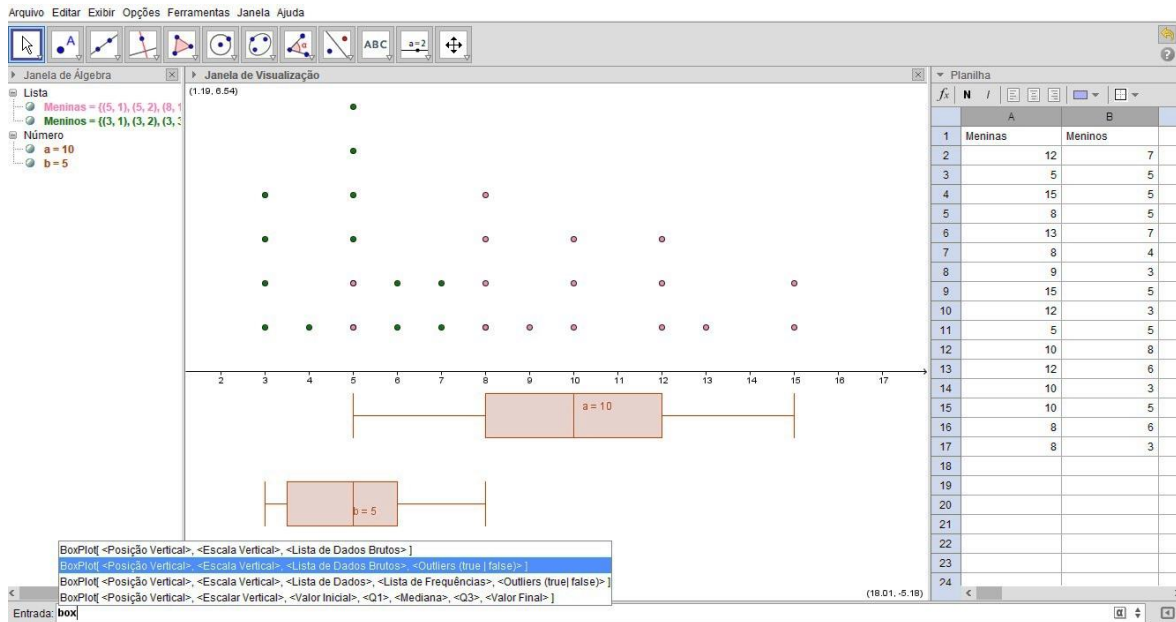 Arquivo Editar Exibir Opções Ferramentas Janela Ajuda
A α ABC a=2
Janela de Álgebra
Lista
Meninas = {(5, 1), (5, 2), (8, 1
Meninos = {(3, 1), (3, 2), (3, 3
Número
a = 10
b = 5
Janela de Visualização
(1.19, 6.54)
2 3 4 5 6 7 8 9 10 11 12 13 14 15 16 17
a = 10
b = 5
(18.01, -5.18)
Planilha
fx N I
A B
1 Meninas Meninos
2 12 7
3 5 5
4 15 5
5 8 5
6 13 7
7 8 4
8 9 3
9 15 5
10 12 3
11 5 5
12 10 8
13 12 6
14 10 3
15 10 5
16 8 6
17 8 3
18
19
20
21
22
23
24
BoxPlot[ <Posição Vertical>, <Escala Vertical>, <Lista de Dados Brutos> ]
BoxPlot[ <Posição Vertical>, <Escala Vertical>, <Lista de Dados Brutos>, <Outliers (true | false)> ]
BoxPlot[ <Posição Vertical>, <Escala Vertical>, <Lista de Dados>, <Lista de Frequências>, <Outliers (true| false)> ]
BoxPlot[ <Posição Vertical>, <Escalar Vertical>, <Valor Inicial>, <Q1>, <Mediana>, <Q3>, <Valor Final> ]
Entrada: box
α